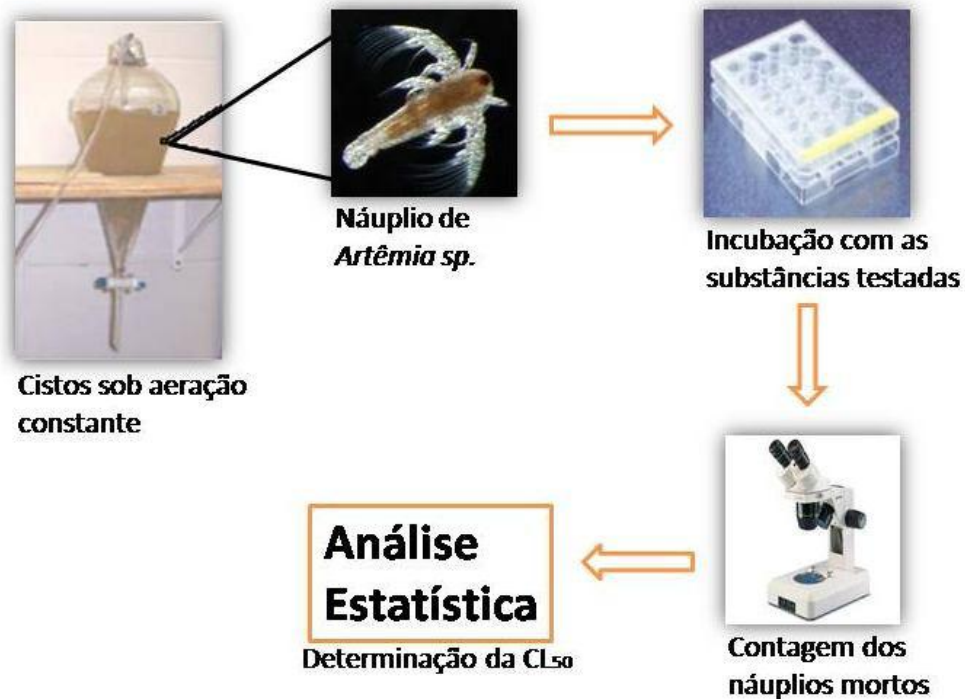 Cistos sob aeração
constante
Náuplio de
Artêmia sp.
Incubação com as
substâncias testadas
Contagem dos
náuplios mortos
Análise
Estatística
Determinação da CL₅₀